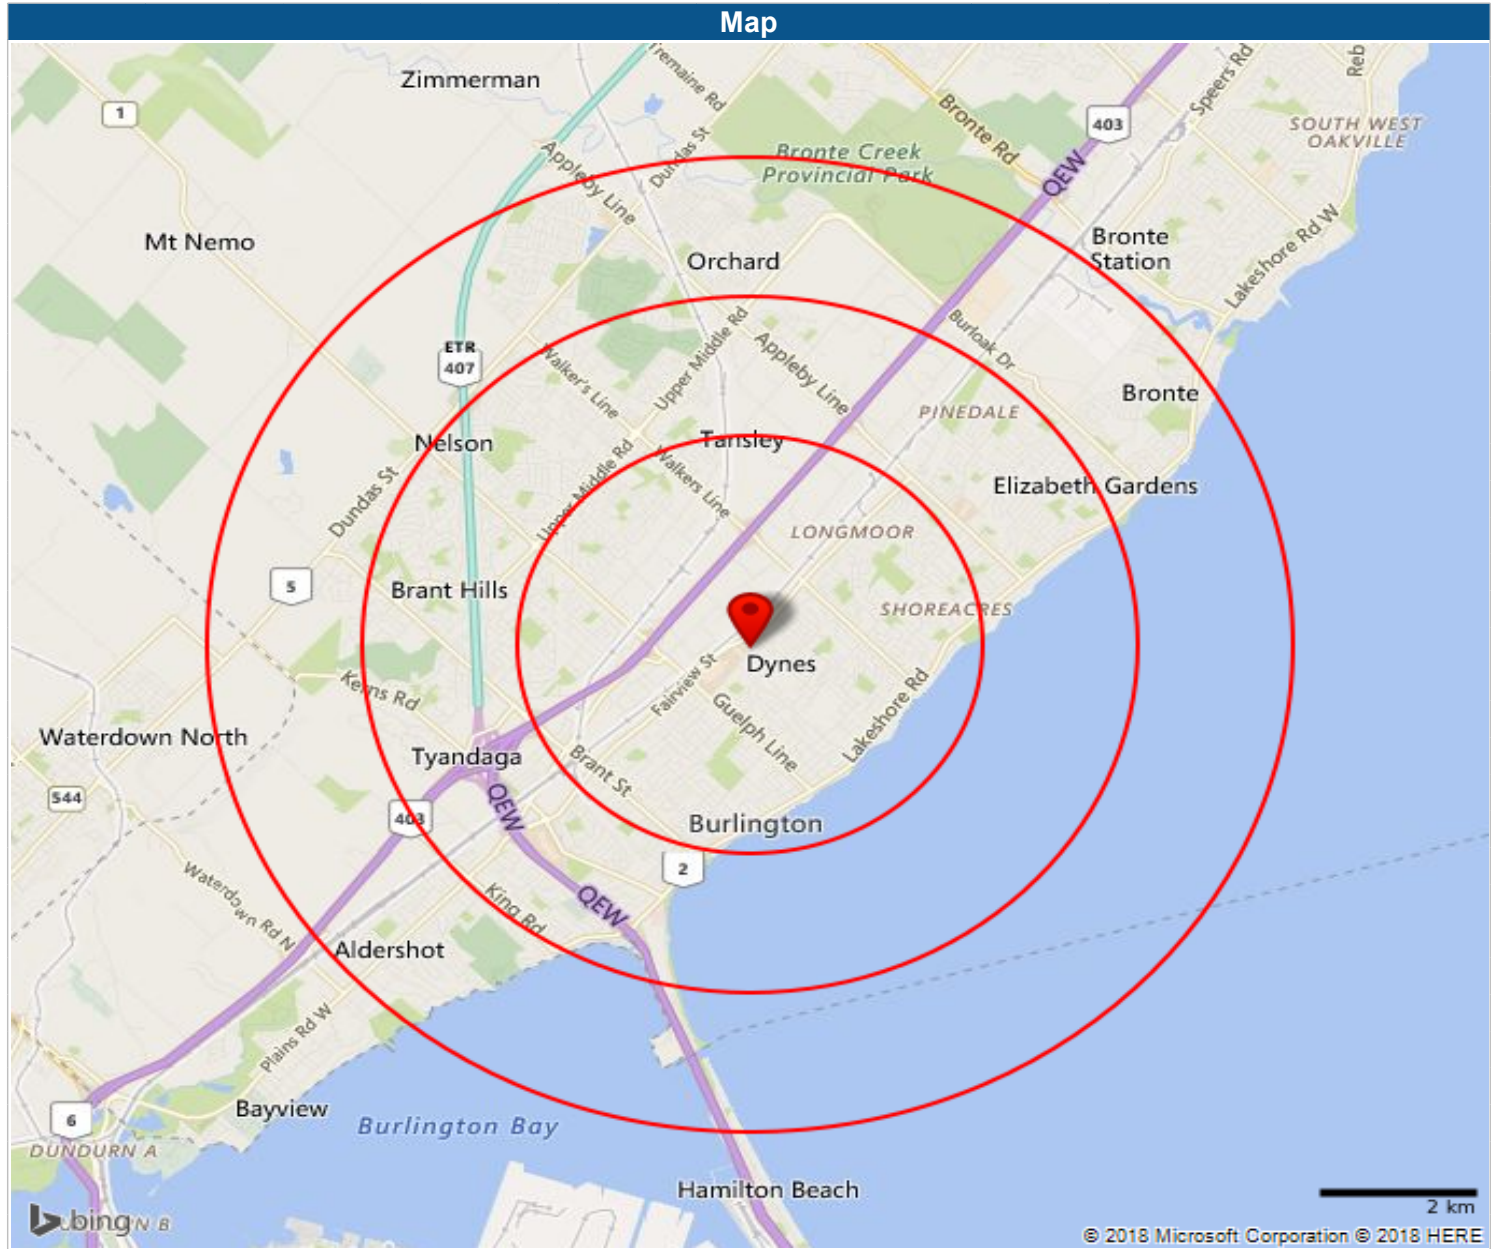 Map
Zimmerman
Tremaine Rd
Speers Rd
Reb
1
Bronte Rd
403
SOUTH WEST
OAKVILLE
Appleby Line
Dundas St
Bronte Creek
Provincial Park
QEW
Mt Nemo
Orchard
Bronte
Station
Lakeshore Rd W
ETR
407
Walker's Line
Upper Middle Rd
Appleby Line
Burloak Dr
Bronte
PINEDALE
Nelson
Tansley
Dundas St
Upper Middle Rd
Walkers Line
Elizabeth Gardens
LONGMOOR
5
Brant Hills
SHOREACRES
Dynes
Kerns Rd
Fairview St
Guelph Line
Lakeshore Rd
Waterdown North
Tyandaga
Brant St
544
403
QEW
Burlington
2
Waterdown Rd N
King Rd
QEW
Aldershot
Plains Rd W
6
Bayview
Burlington Bay
DUNDURN A
Hamilton Beach
2 km
bing
N B
© 2018 Microsoft Corporation © 2018 HERE